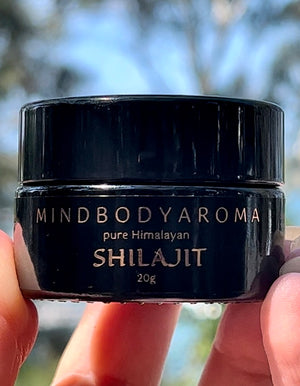 MINDBODYAROMA
pure Himalayan
SHILAJIT
20g